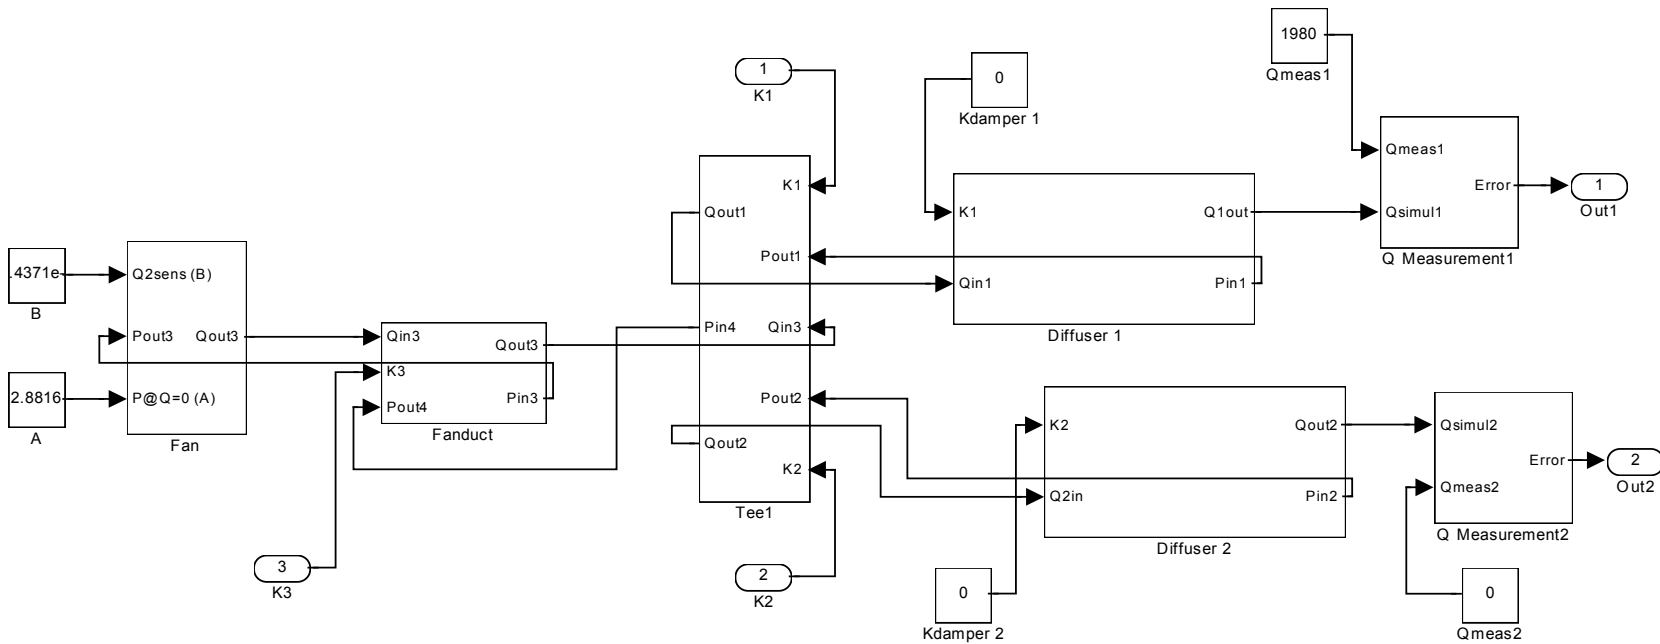 1980
Qmeas1
1
K1
0
Kdamper 1
Qmeas1
Error
Qsimul1
Q Measurement1
1
Out1
K1
Qout1
Pout1
Pin4
Qin3
Pout2
Qout2
K2
Tee1
K1
Q1out
Qin1
Pin1
Diffuser 1
.4371e
B
2.8816
A
Q2sens (B)
Pout3
Qout3
P@Q=0 (A)
Fan
Qin3
Qout3
K3
Pin3
Pout4
Fanduct
K2
Qout2
Q2in
Pin2
Diffuser 2
Qsimul2
Error
Qmeas2
Q Measurement2
2
Out2
3
K3
2
K2
0
Kdamper 2
0
Qmeas2